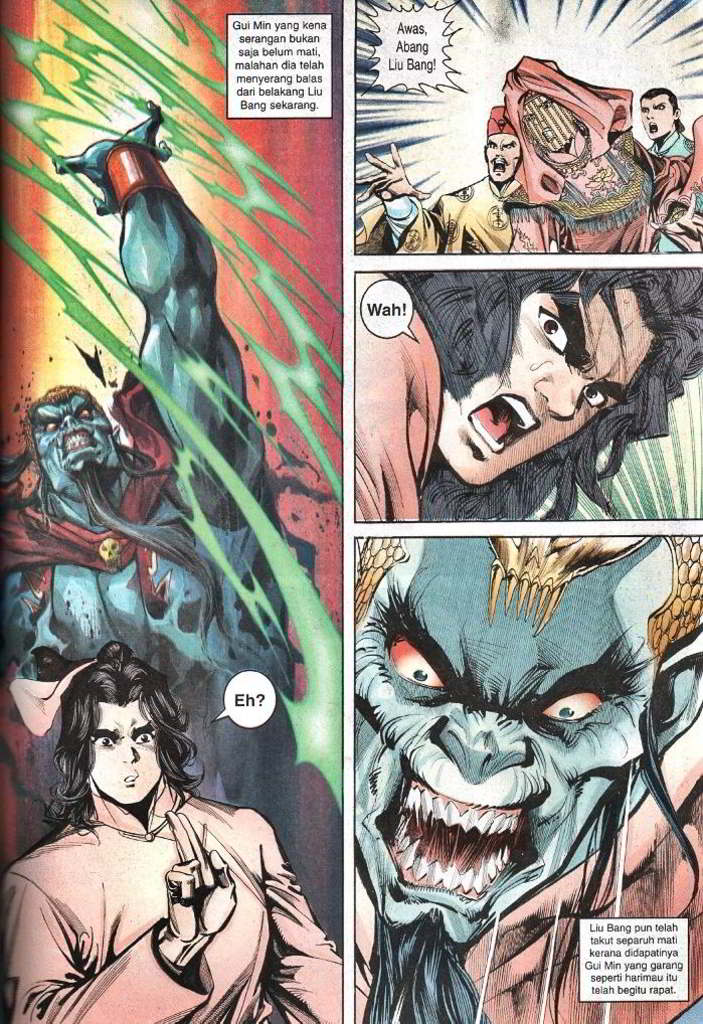 Gui Min yang kena
serangan bukan
saja belum mati,
malahan dia telah
menyerang balas
dari belakang Liu
Bang sekarang.
Eh?
Awas,
Abang
Liu Bang!
Wah!
Liu Bang pun telah
takut separuh mati
kerana didapatinya
Gui Min yang garang
seperti harimau itu
telah begitu rapat.